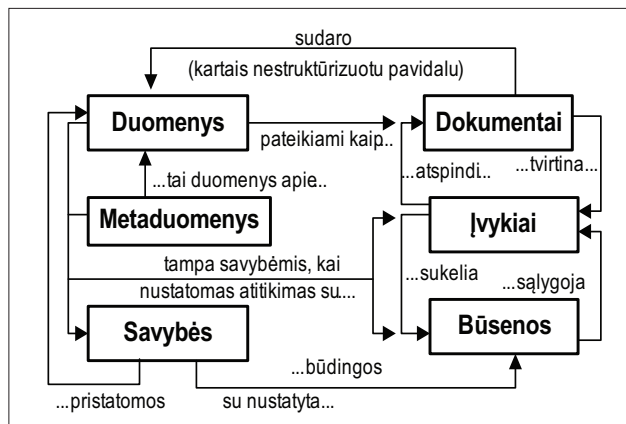 sudaro
(kartais nestruktūrizuotu pavidalu)
Duomenys
Dokumentai
pateikiami kaip...
...tai duomenys apie...
...atspindi...
...tvirtina...
Metaduomenys
Įvykiai
tampa savybėmis, kai
nustatomas atitikimas su....
...sukelia
...sąlygoja
Savybės
Būsenos
...būdingos
...pristatomos
su nustatyta...